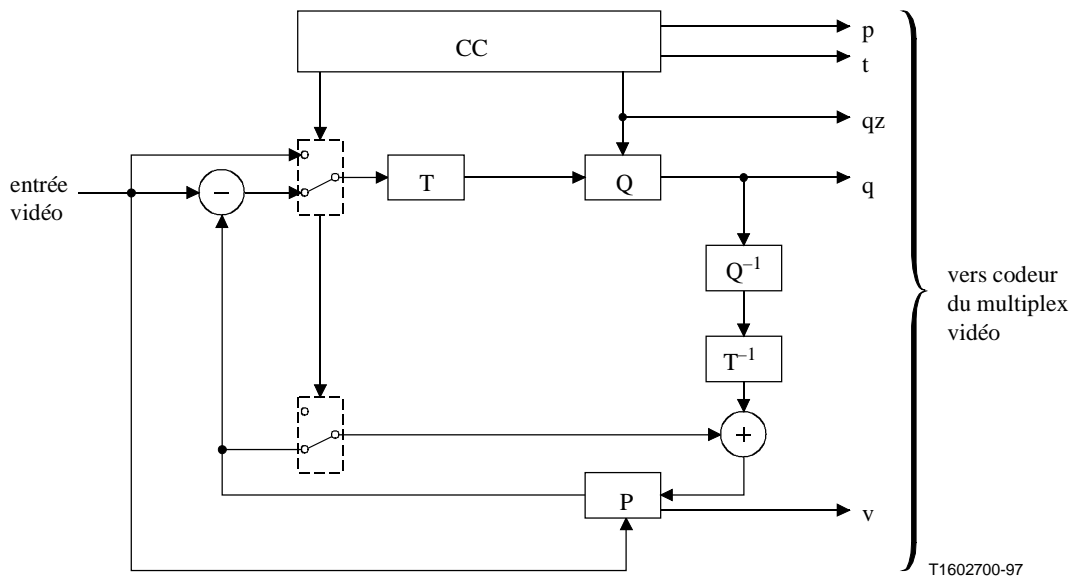 CC
p
t
qz
entrée
vidéo
−
T
Q
q
Q–1
vers codeur
du multiplex
vidéo
T–1
+
P
v
T1602700-97